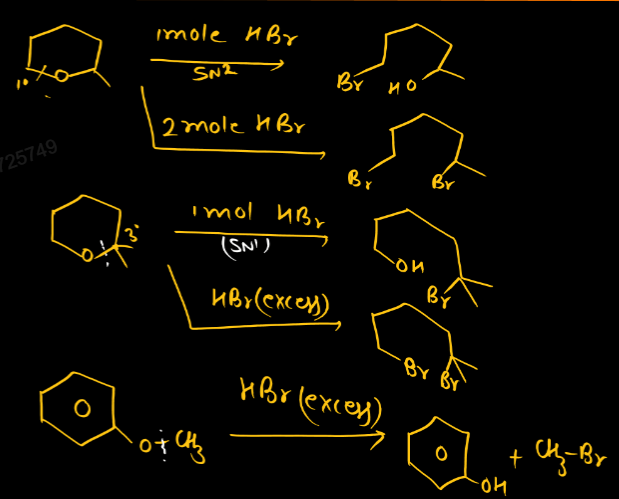 1mole HBr
SN²
1°
O
Br HO
2 mole HBr
725749
Br Br
1 mol HBr
(SN¹)
3°
O
OH
Br
HBr(excess)
Br Br
HBr(excess)
O
O CH₃
O
OH + CH₃-Br